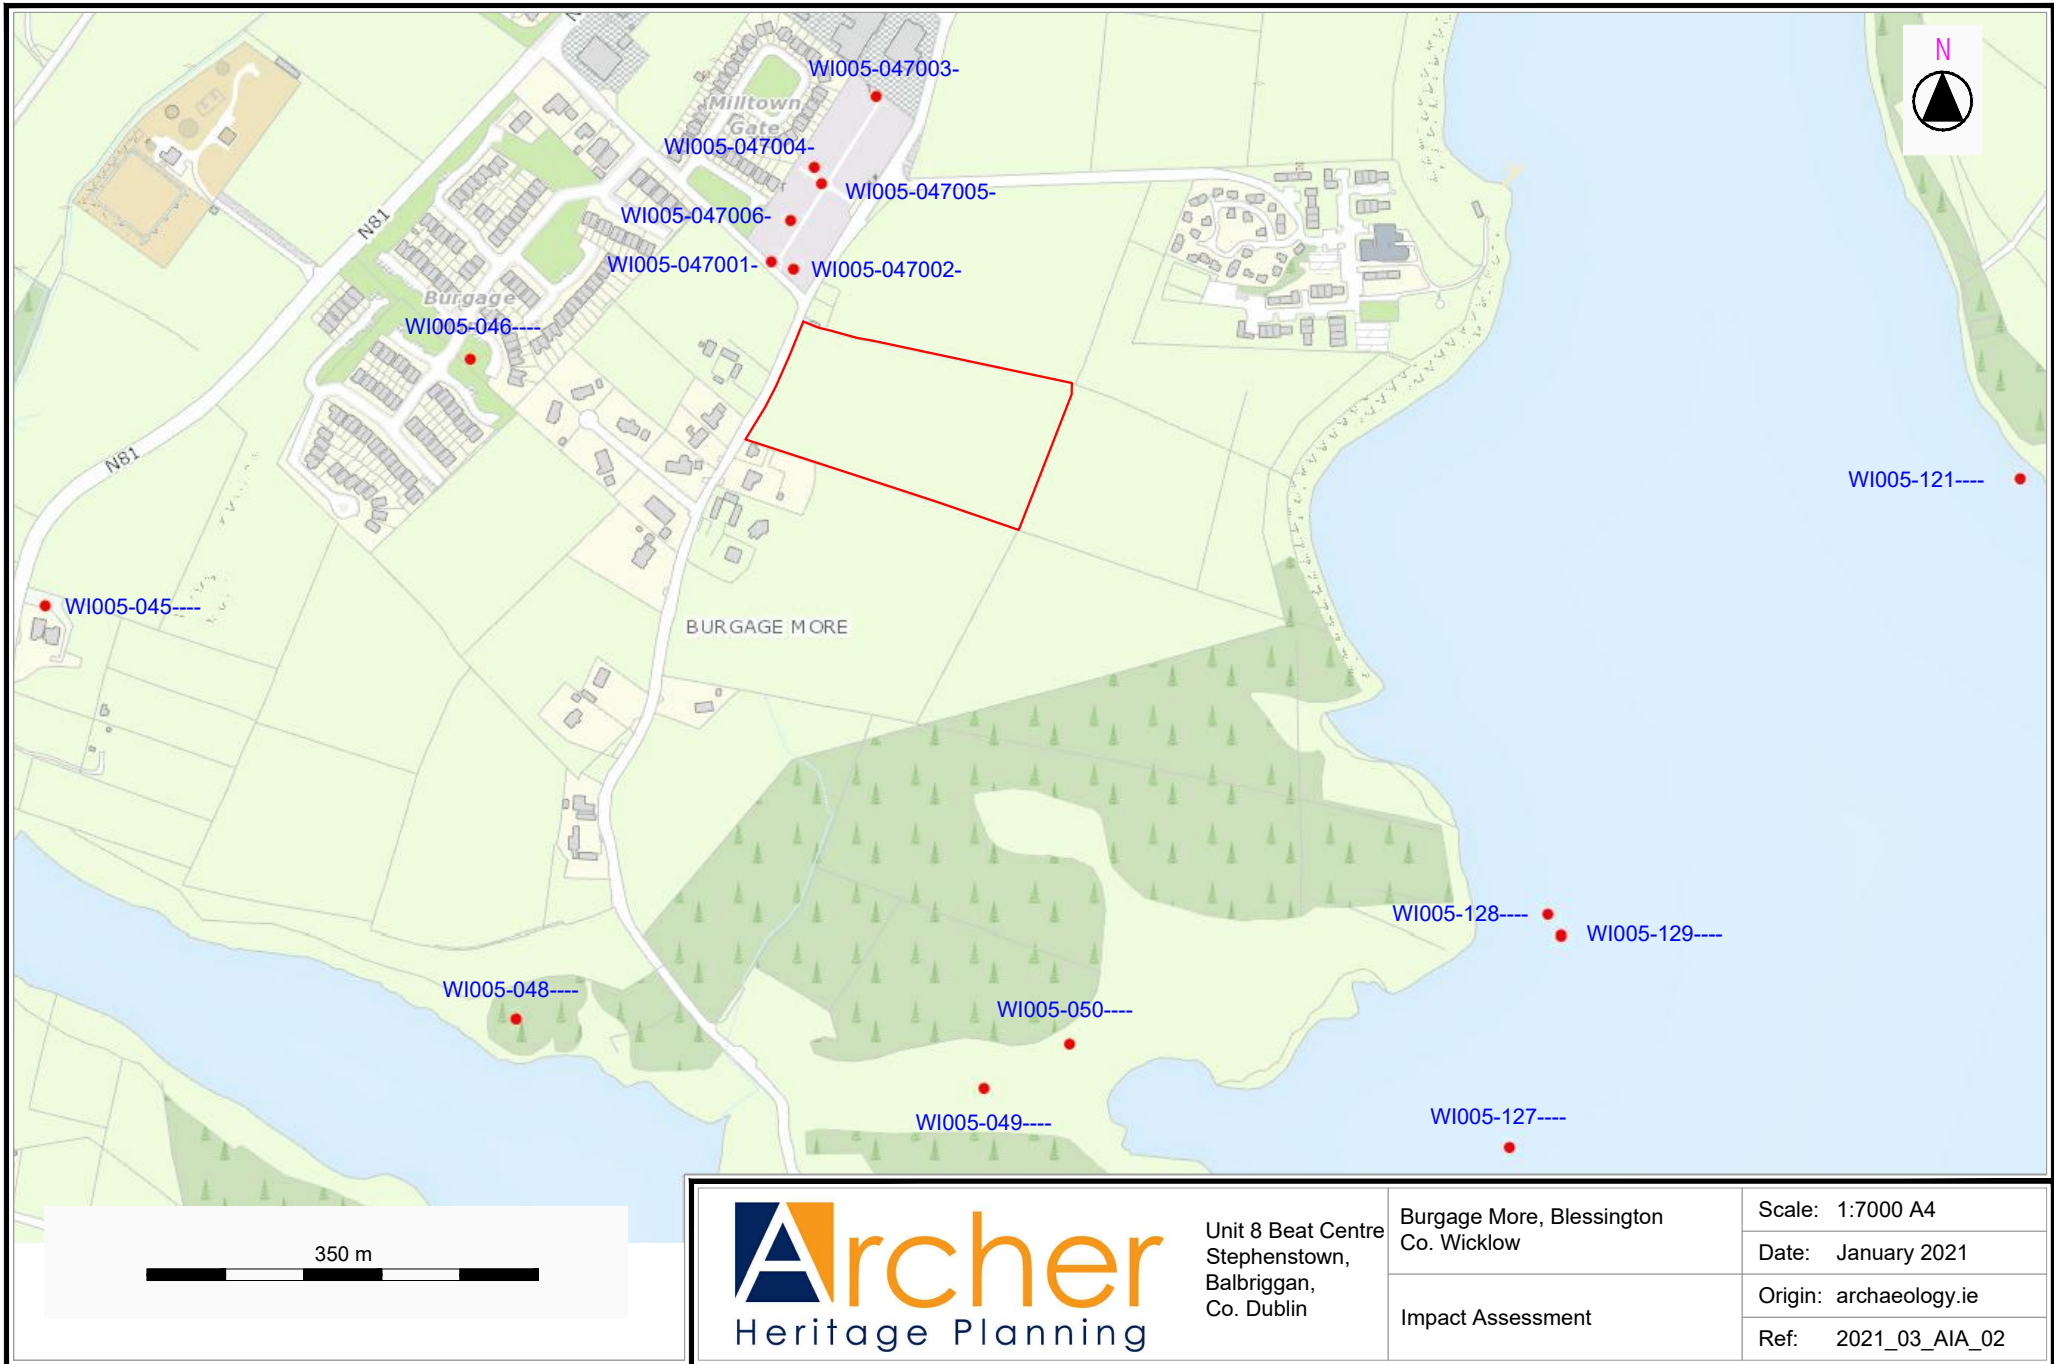 N
WI005-047003-
Milltown
Gate
WI005-047004-
WI005-047005-
WI005-047006-
N81
WI005-047001-
WI005-047002-
Burgage
WI005-046----
N81
WI005-121----
WI005-045----
BURGAGE MORE
WI005-128----
WI005-129----
WI005-048----
WI005-050----
WI005-049----
WI005-127----
350 m
Archer
Heritage Planning
Unit 8 Beat Centre
Stephenstown,
Balbriggan,
Co. Dublin
Burgage More, Blessington
Co. Wicklow
Impact Assessment
Scale: 1:7000 A4
Date: January 2021
Origin: archaeology.ie
Ref: 2021_03_AIA_02